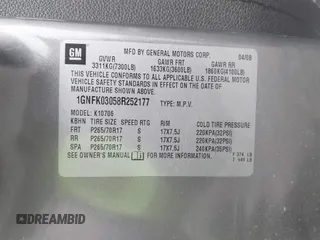 GM
MFD BY GENERAL MOTORS CORP
04/08
GVWR GAWR FRT GAWR RR
3311KG(7300LB) 1633KG(3600LB) 1860KG(4100LB)
THIS VEHICLE CONFORMS TO ALL APPLICABLE U.S. FEDERAL
MOTOR VEHICLE SAFETY STANDARDS IN EFFECT ON THE
DATE OF MANUFACTURE SHOWN ABOVE.
1GNFK03058R252177 TYPE: M.P.V.
MODEL: K10706
KBHN TIRE SIZE SPEED RTG RIM COLD TIRE PRESSURE
FRT P265/70R17 17X7.5J 220KPA(32PSI)
RR P265/70R17 17X7.5J 220KPA(32PSI)
SPA P265/70R17 17X7.5J 240KPA(35PSI)
SEE OWNER'S MANUAL FOR MORE INFORMATION.
DREAMBID